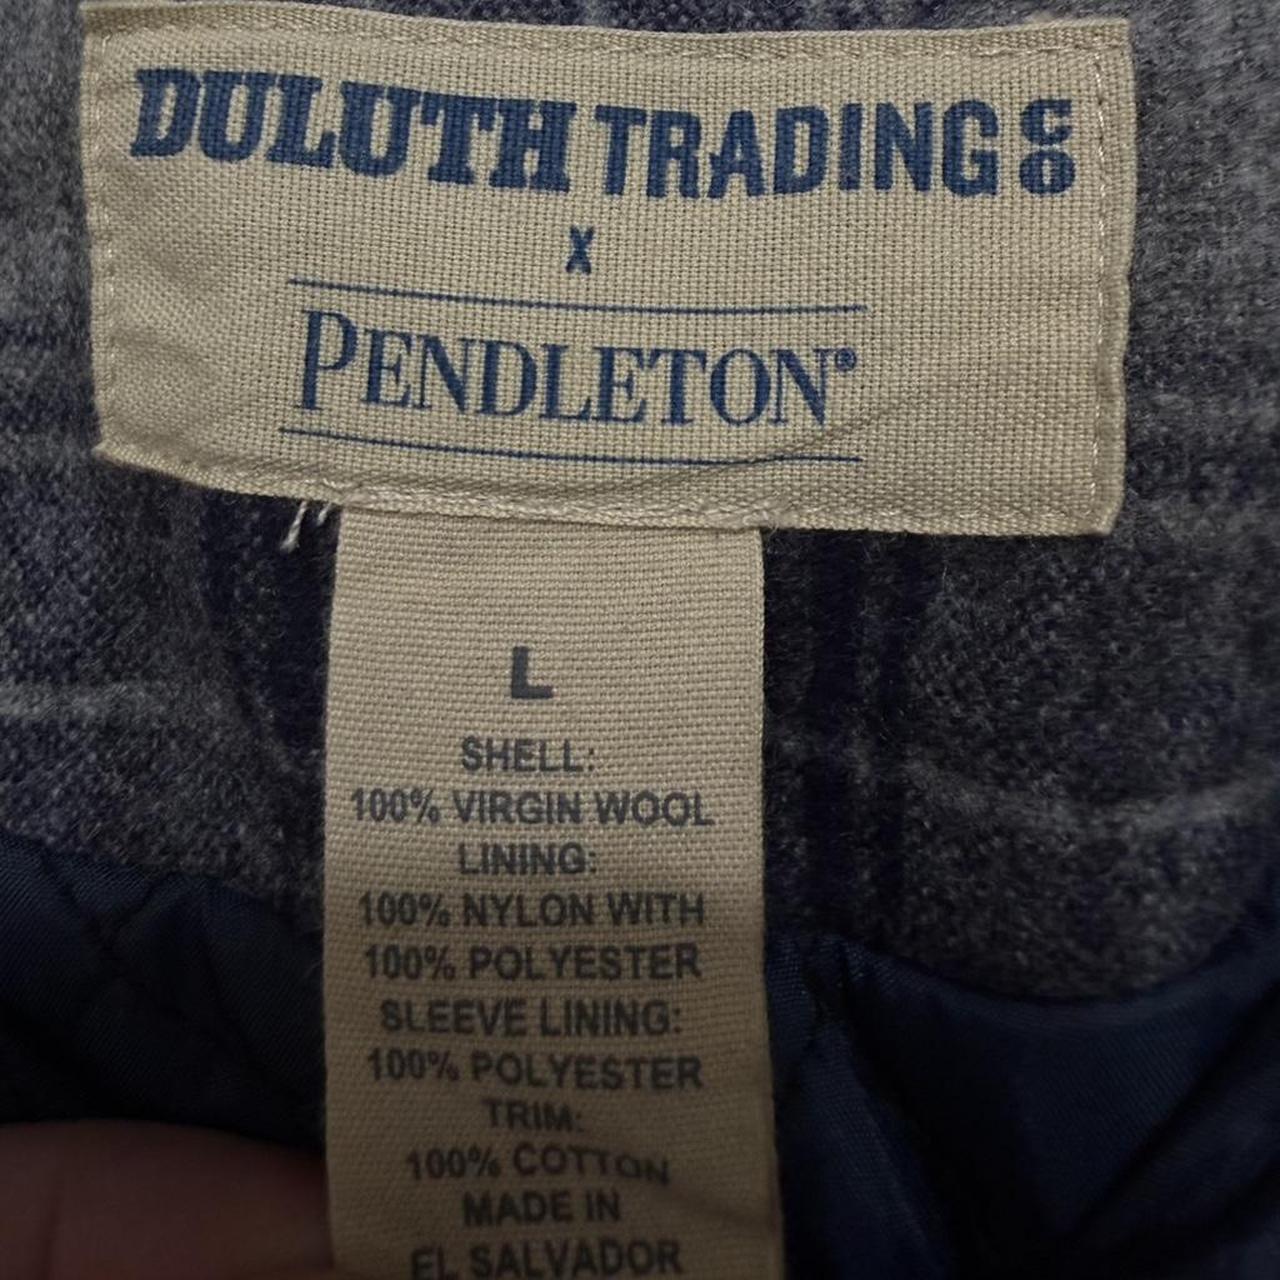 DULUTH TRADING CO
X
PENDLETON®
L
SHELL:
100% VIRGIN WOOL
LINING:
100% NYLON WITH
100% POLYESTER
SLEEVE LINING:
100% POLYESTER
TRIM:
100% COTTON
MADE IN
EL SALVADOR